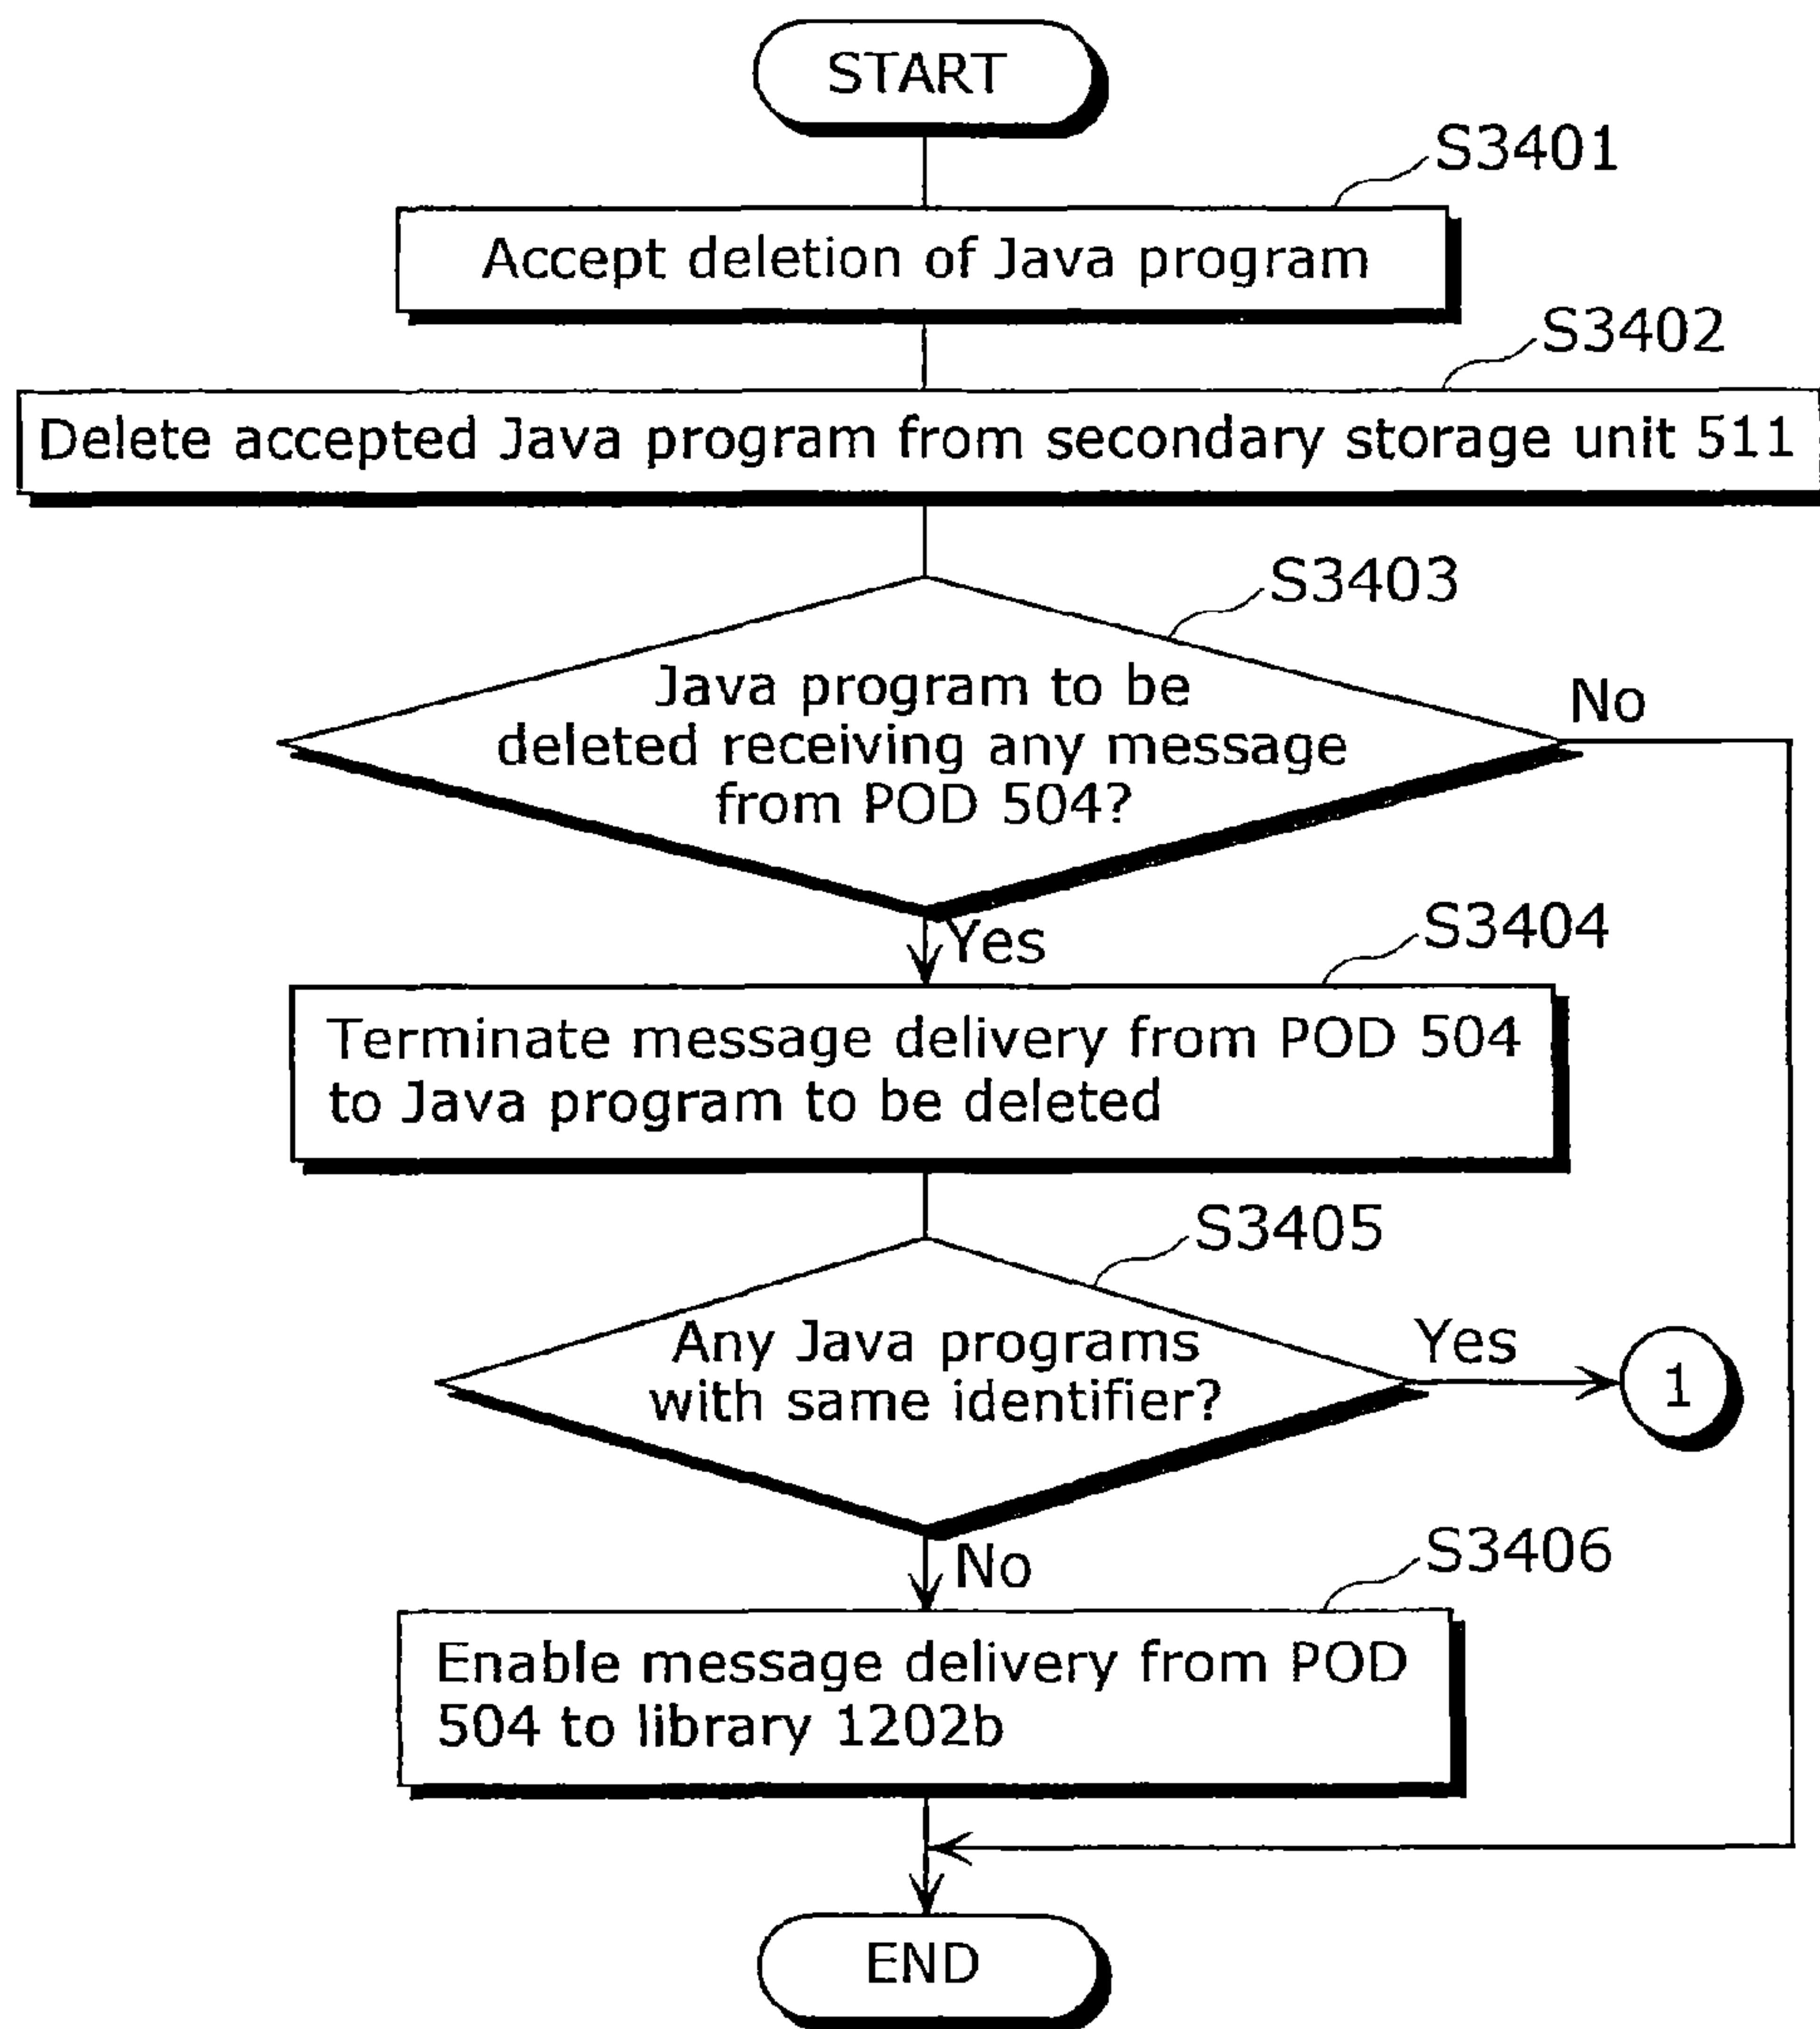 START
S3401
Accept deletion of Java program
S3402
Delete accepted Java program from secondary storage unit 511
S3403
Java program to be
deleted receiving any message
from POD 504?
No
Yes
S3404
Terminate message delivery from POD 504
to Java program to be deleted
S3405
Any Java programs
with same identifier?
Yes
1
No
S3406
Enable message delivery from POD
504 to library 1202b
END